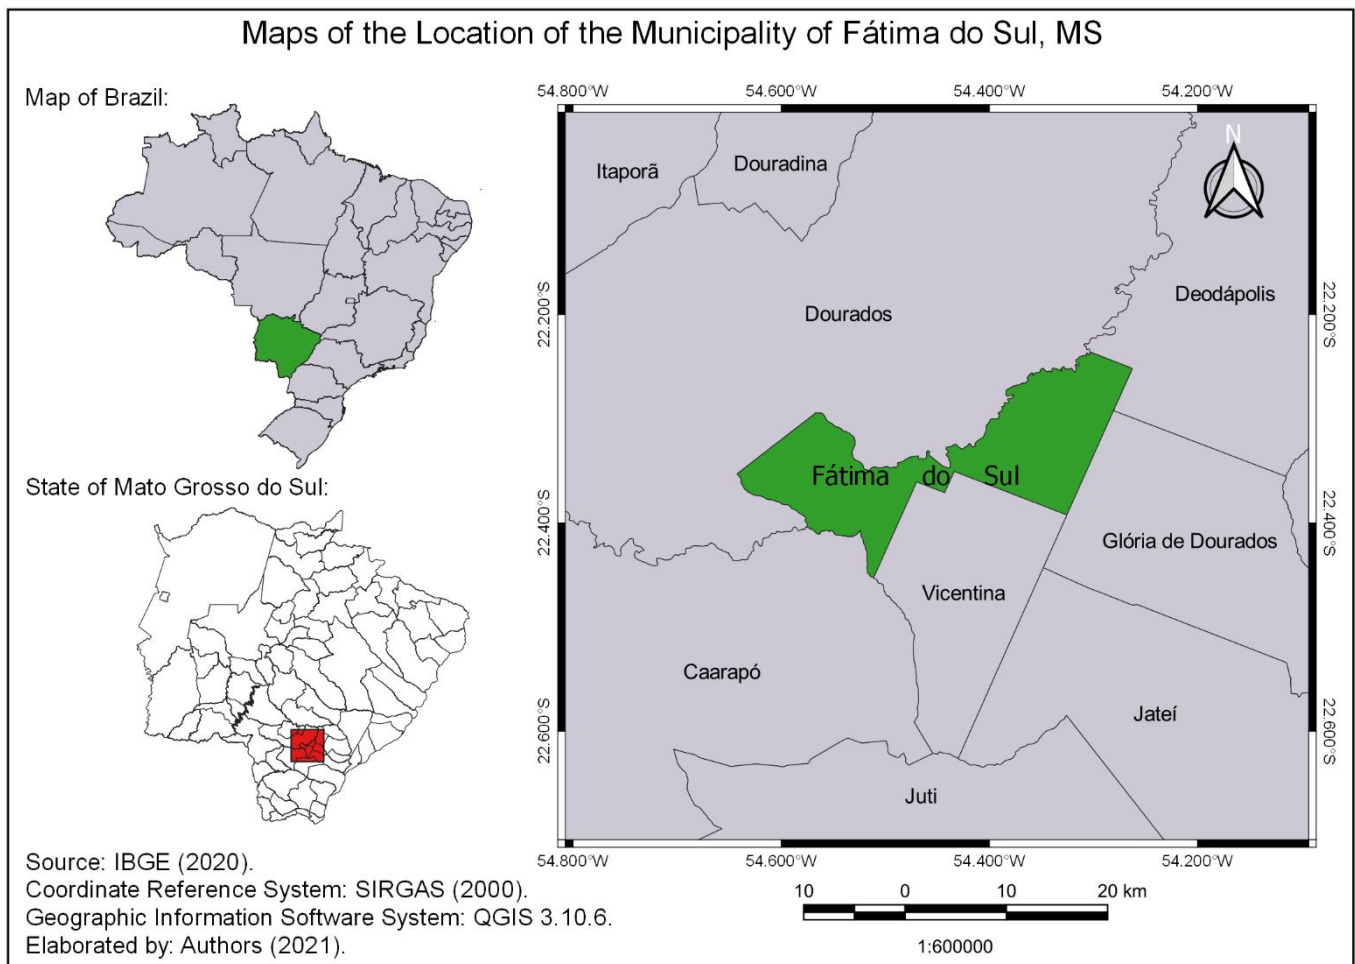 Maps of the Location of the Municipality of Fátima do Sul, MS
Map of Brazil:
State of Mato Grosso do Sul:
54.800°W 54.600°W 54.400°W 54.200°W
N
Itaporã
Douradina
Deodápolis
Dourados
22.200°S 22.200°S
Fátima do Sul
22.400°S 22.400°S
Glória de Dourados
Vicentina
Caarapó
Jateí
22.600°S 22.600°S
Juti
54.800°W 54.600°W 54.400°W 54.200°W
10 0 10 20 km
1:600000
Source: IBGE (2020).
Coordinate Reference System: SIRGAS (2000).
Geographic Information Software System: QGIS 3.10.6.
Elaborated by: Authors (2021).